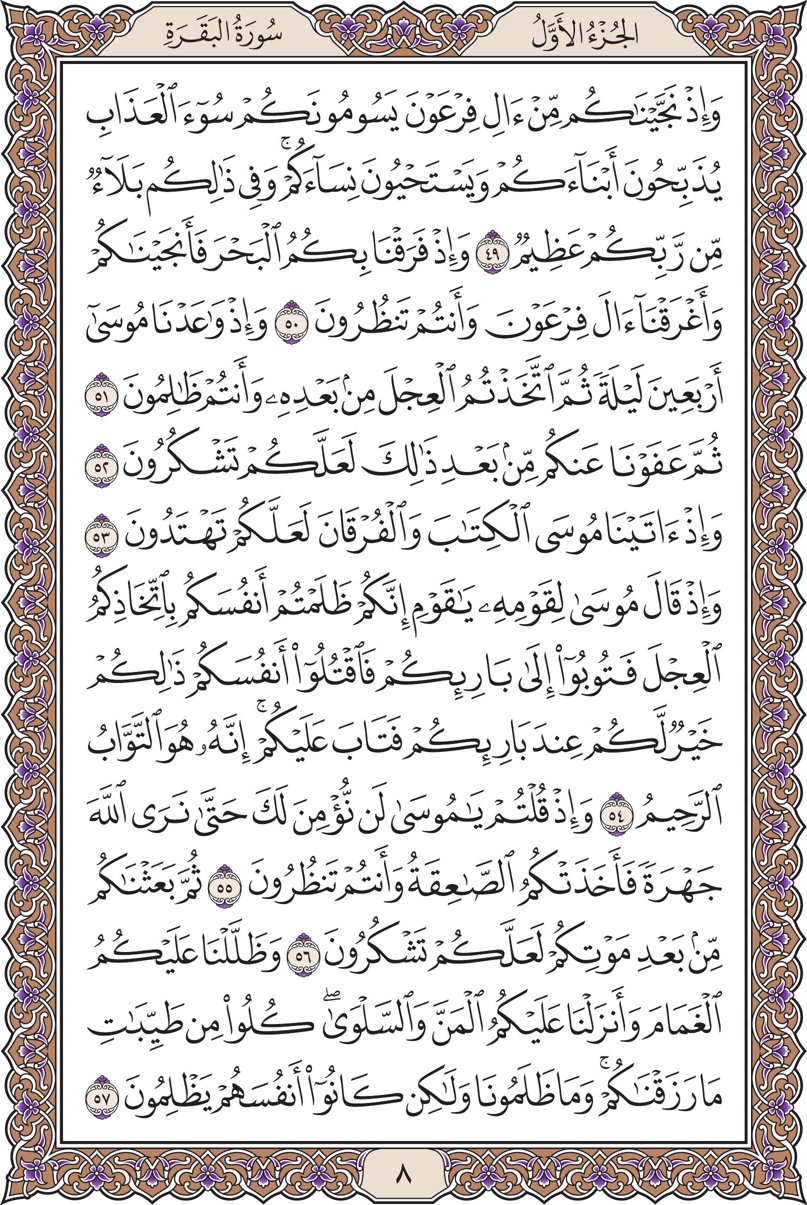 الجُزْءُ الأَوَّلُ
سُورَةُ البَقَرَةِ
وَإِذۡ نَجَّيۡنَٰكُم مِّنۡ ءَالِ فِرۡعَوۡنَ يَسُومُونَكُمۡ سُوٓءَ ٱلۡعَذَابِ
يُذَبِّحُونَ أَبۡنَآءَكُمۡ وَيَسۡتَحۡيُونَ نِسَآءَكُمۡۚ وَفِي ذَٰلِكُم بَلَآءٞ
مِّن رَّبِّكُمۡ عَظِيمٞ ٤٩ وَإِذۡ فَرَقۡنَا بِكُمُ ٱلۡبَحۡرَ فَأَنجَيۡنَٰكُمۡ
وَأَغۡرَقۡنَآ ءَالَ فِرۡعَوۡنَ وَأَنتُمۡ تَنظُرُونَ ٥٠ وَإِذۡ وَٰعَدۡنَا مُوسَىٰٓ
أَرۡبَعِينَ لَيۡلَةٗ ثُمَّ ٱتَّخَذۡتُمُ ٱلۡعِجۡلَ مِنۢ بَعۡدِهِۦ وَأَنتُمۡ ظَٰلِمُونَ ٥١
ثُمَّ عَفَوۡنَا عَنكُم مِّنۢ بَعۡدِ ذَٰلِكَ لَعَلَّكُمۡ تَشۡكُرُونَ ٥٢
وَإِذۡ ءَاتَيۡنَا مُوسَى ٱلۡكِتَٰبَ وَٱلۡفُرۡقَانَ لَعَلَّكُمۡ تَهۡتَدُونَ ٥٣
وَإِذۡ قَالَ مُوسَىٰ لِقَوۡمِهِۦ يَٰقَوۡمِ إِنَّكُمۡ ظَلَمۡتُمۡ أَنفُسَكُم بِٱتِّخَاذِكُمُ
ٱلۡعِجۡلَ فَتُوبُوٓاْ إِلَىٰ بَارِئِكُمۡ فَٱقۡتُلُوٓاْ أَنفُسَكُمۡ ذَٰلِكُمۡ
خَيۡرٞ لَّكُمۡ عِندَ بَارِئِكُمۡ فَتَابَ عَلَيۡكُمۡۚ إِنَّهُۥ هُوَ ٱلتَّوَّابُ
ٱلرَّحِيمُ ٥٤ وَإِذۡ قُلۡتُمۡ يَٰمُوسَىٰ لَن نُّؤۡمِنَ لَكَ حَتَّىٰ نَرَى ٱللَّهَ
جَهۡرَةٗ فَأَخَذَتۡكُمُ ٱلصَّٰعِقَةُ وَأَنتُمۡ تَنظُرُونَ ٥٥ ثُمَّ بَعَثۡنَٰكُم
مِّنۢ بَعۡدِ مَوۡتِكُمۡ لَعَلَّكُمۡ تَشۡكُرُونَ ٥٦ وَظَلَّلۡنَا عَلَيۡكُمُ
ٱلۡغَمَامَ وَأَنزَلۡنَا عَلَيۡكُمُ ٱلۡمَنَّ وَٱلسَّلۡوَىٰۖ كُلُواْ مِن طَيِّبَٰتِ
مَا رَزَقۡنَٰكُمۡۚ وَمَا ظَلَمُونَا وَلَٰكِن كَانُوٓاْ أَنفُسَهُمۡ يَظۡلِمُونَ ٥٧
٨